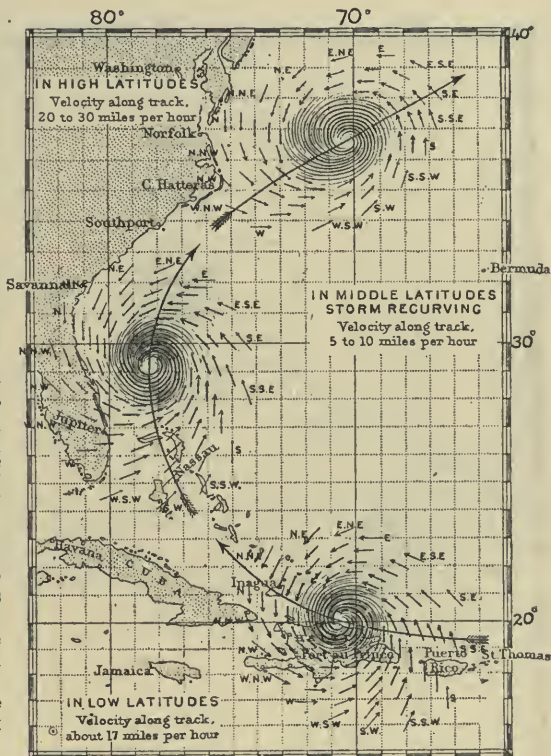 80° 70°
40°
Washington
IN HIGH LATITUDES
Velocity along track,
20 to 30 miles per hour
Norfolk
C. Hatteras
Southport
E.N.E
E
N.E
E.S.E
N.N.E
S.S.E
S
N.N.W
S.S.W
W.N.W
S.W
W
W.S.W
Bermuda
Savannah
E.N.E
N.E
E
E.S.E
N
IN MIDDLE LATITUDES
STORM RECURVING
Velocity along track,
5 to 10 miles per hour
30°
N.N.W
N.W
S.S.E
W.N.W
Jupiter
W
S
Nassau
S.S.W
W.S.W
S.W
Havana
CUBA
E.N.E
N.E
E
N.N.E
E.S.E
Inagua
N
S.E
20°
N.N.W
N.W
Port au Prince
Puerto
Rico
S.S.E
St Thomas
Jamaica
W.N.W
S
W
S.S.W
W.S.W
S.W
IN LOW LATITUDES
Velocity along track,
about 17 miles per hour